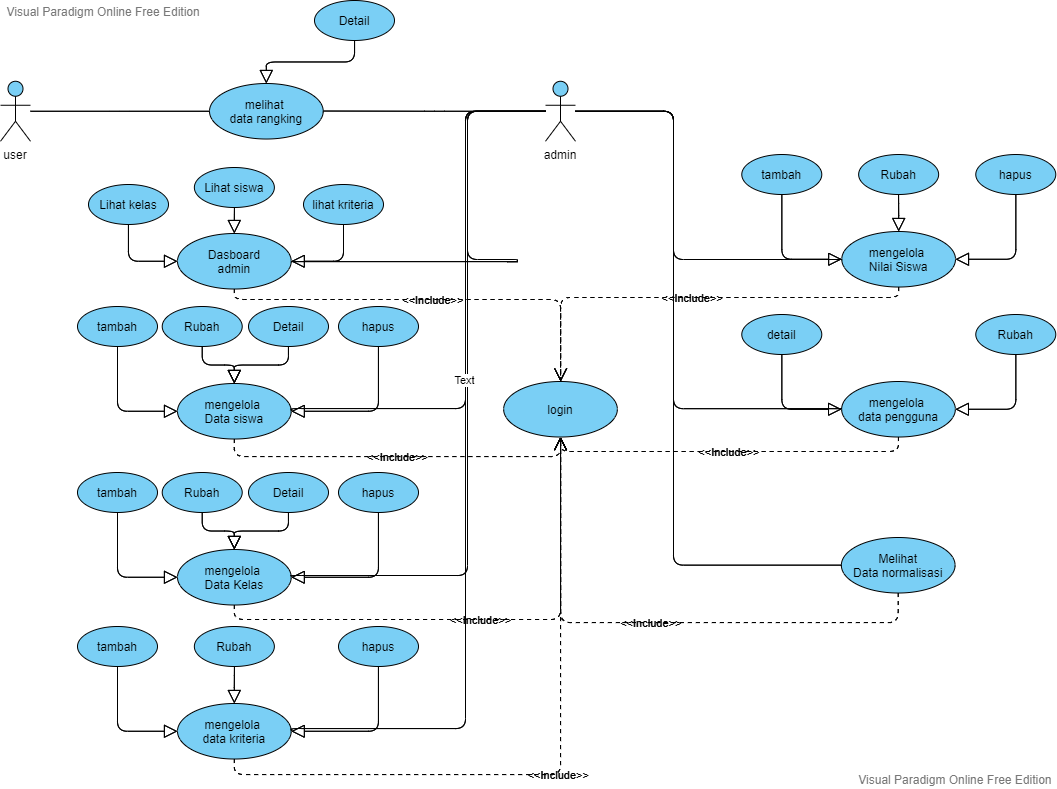 Visual Paradigm Online Free Edition
Detail
melihat
data rangking
user
admin
Lihat kelas
Lihat siswa
lihat kriteria
Dasboard
admin
<<Include>>
tambah
Rubah
hapus
mengelola
Nilai Siswa
<<Include>>
tambah
Rubah
Detail
hapus
mengelola
Data siswa
<<Include>>
Text
login
detail
Rubah
mengelola
data pengguna
<<Include>>
tambah
Rubah
Detail
hapus
mengelola
Data Kelas
<<Include>>
Melihat
Data normalisasi
<<Include>>
tambah
Rubah
hapus
mengelola
data kriteria
<<Include>>
Visual Paradigm Online Free Edition